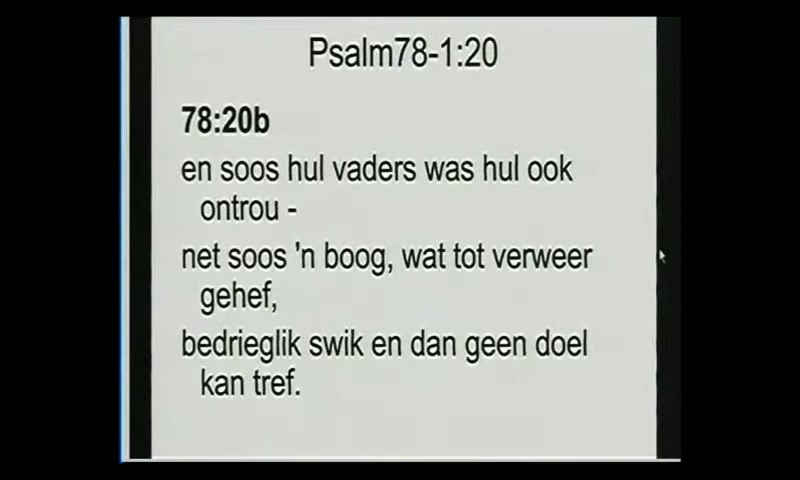 Psalm78-1:20
78:20b
en soos hul vaders was hul ook
ontrou -
net soos 'n boog, wat tot verweer
gehef,
bedrieglik swik en dan geen doel
kan tref.